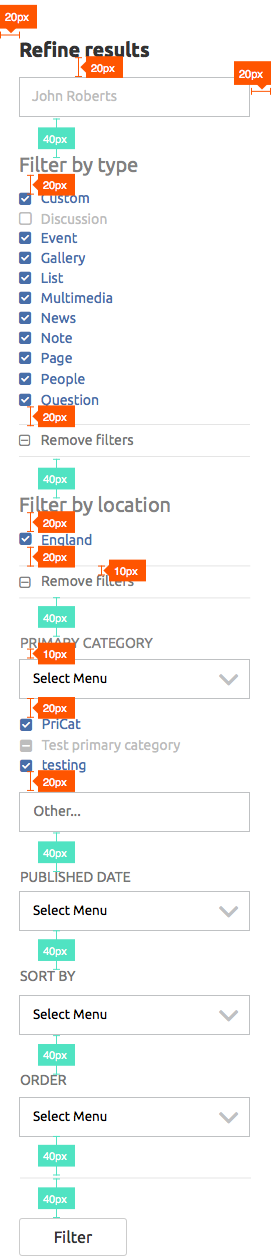 20px
Refine results
20px
20px
John Roberts
40px
Filter by type
20px
Custom
Discussion
Event
Gallery
List
Multimedia
News
Note
Page
People
Question
20px
Remove filters
40px
Filter by location
20px
England
20px
10px
Remove filters
40px
PRIMARY CATEGORY
10px
Select Menu
20px
PriCat
Test primary category
testing
20px
Other...
40px
PUBLISHED DATE
Select Menu
40px
SORT BY
Select Menu
40px
ORDER
Select Menu
40px
40px
Filter